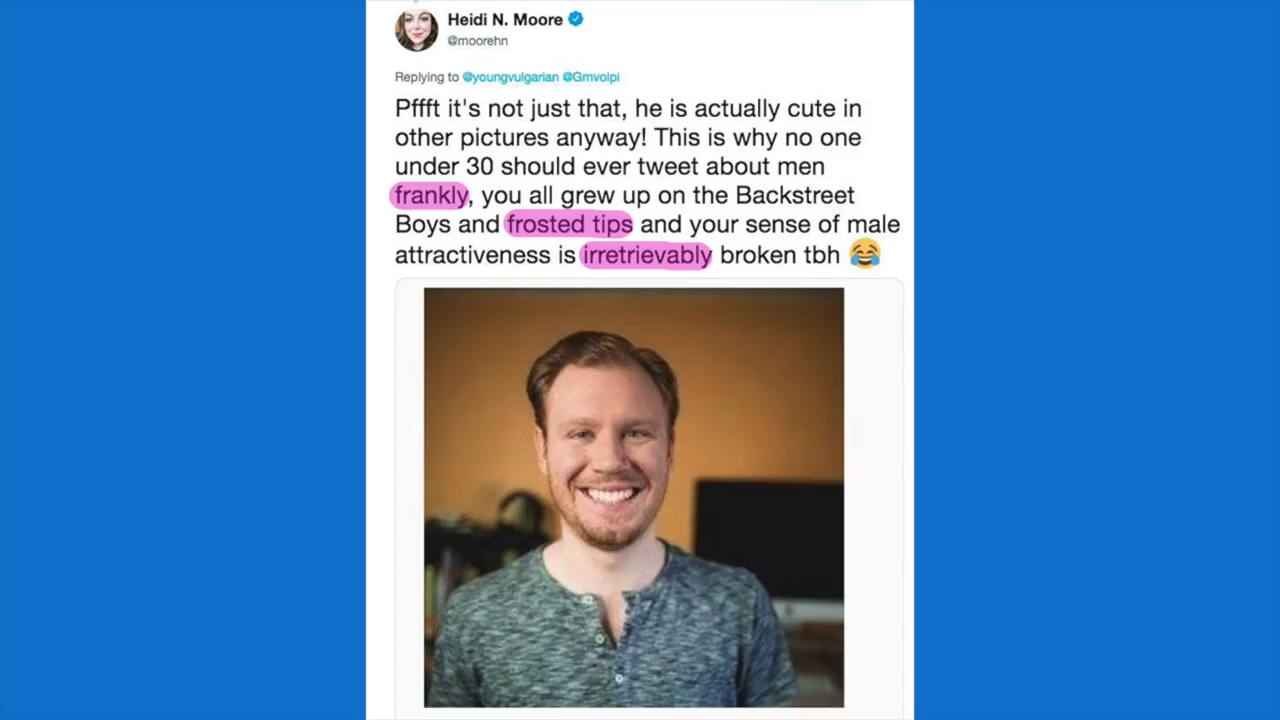 Heidi N. Moore
@moorehn
Replying to @youngvulgarian @Gmvolpi
Pffft it's not just that, he is actually cute in
other pictures anyway! This is why no one
under 30 should ever tweet about men
frankly, you all grew up on the Backstreet
Boys and frosted tips and your sense of male
attractiveness is irretrievably broken tbh 😂